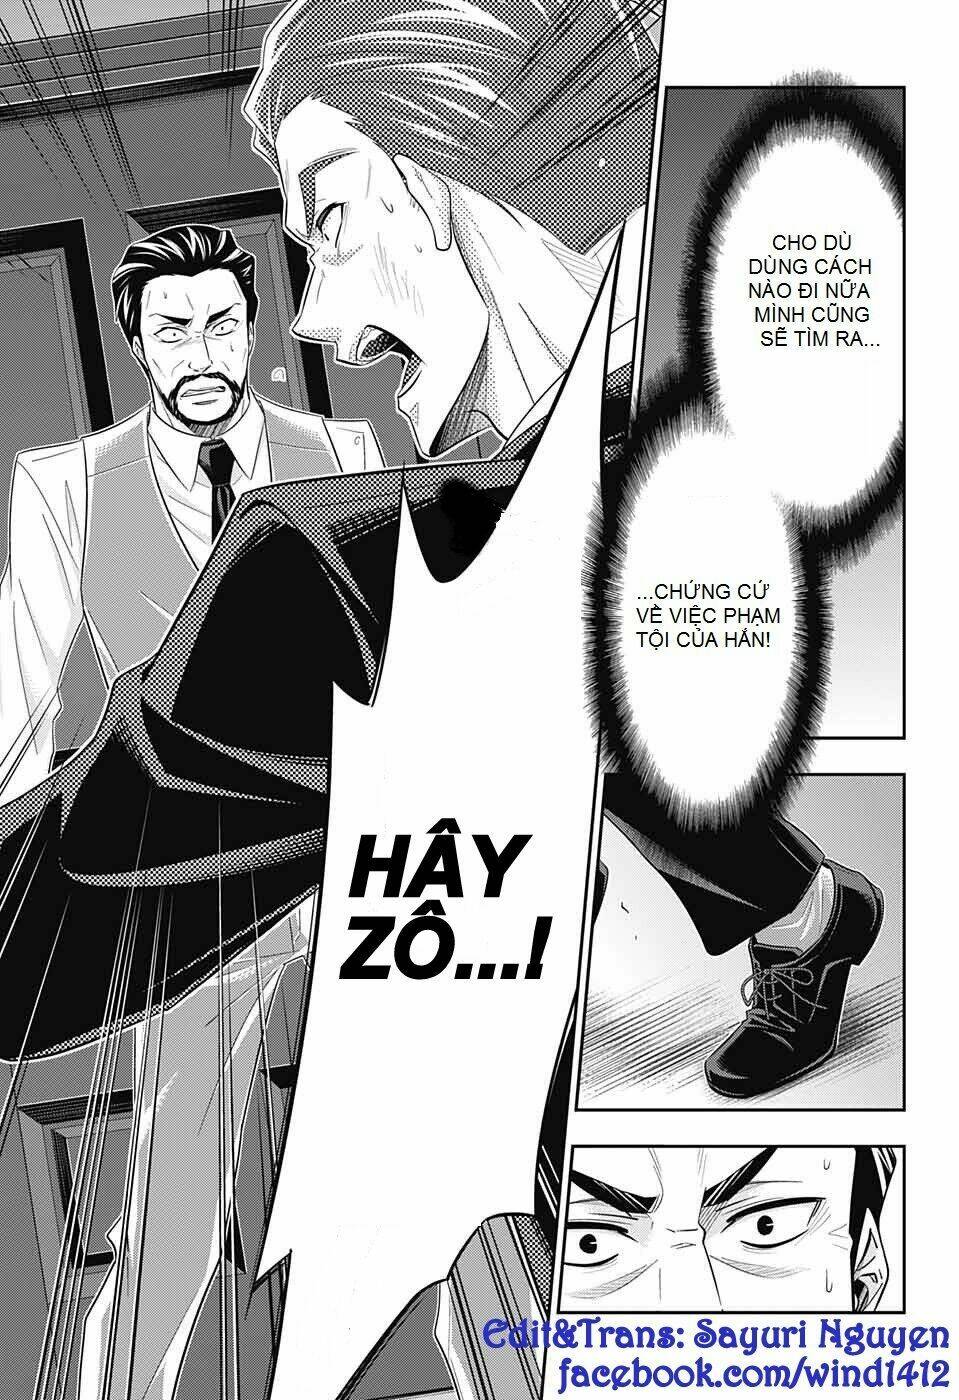 CHO DÙ
DÙNG CÁCH
NÀO ĐI NỮA
MÌNH CŨNG
SẼ TÌM RA...
...CHỨNG CỨ
VỀ VIỆC PHẠM
TỘI CỦA HẮN!
HÂY
ZÔ...!
Edit&Trans: Sayuri Nguyen
facebook.com/wind1412